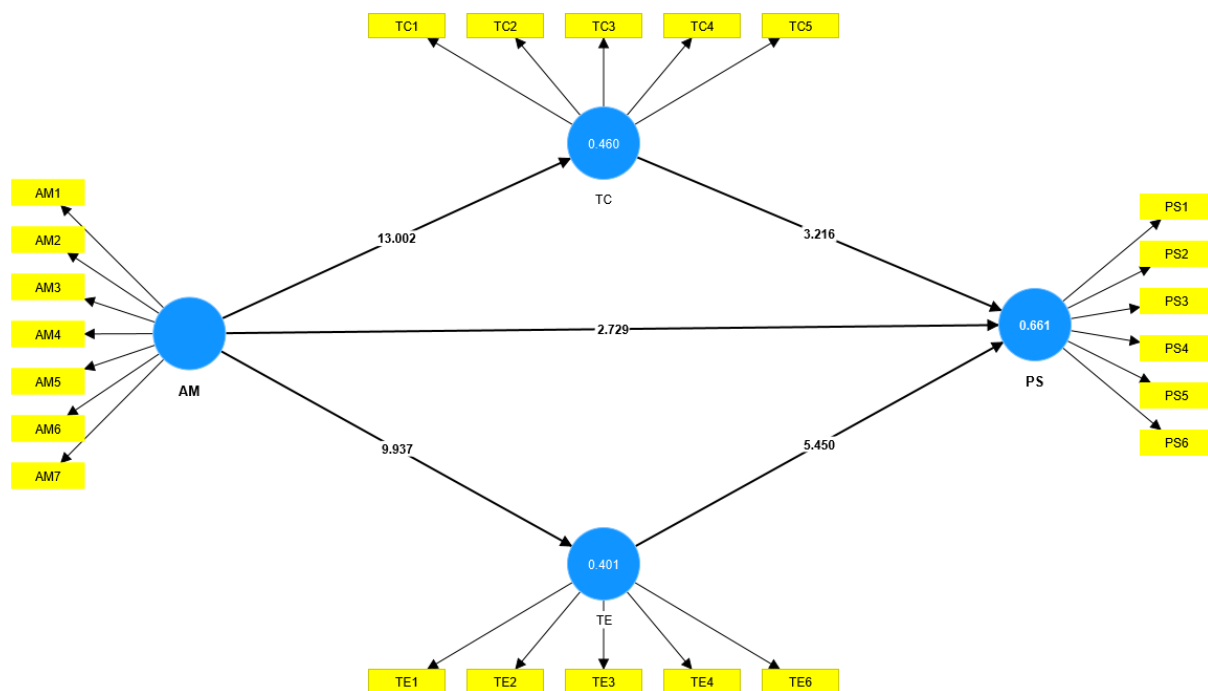 TC1 TC2 TC3 TC4 TC5
0.460
TC
AM1
AM2
AM3
AM4
AM5
AM6
AM7
AM
13.002
3.216
2.729
9.937
5.450
0.661
PS
PS1
PS2
PS3
PS4
PS5
PS6
0.401
TE
TE1 TE2 TE3 TE4 TE6